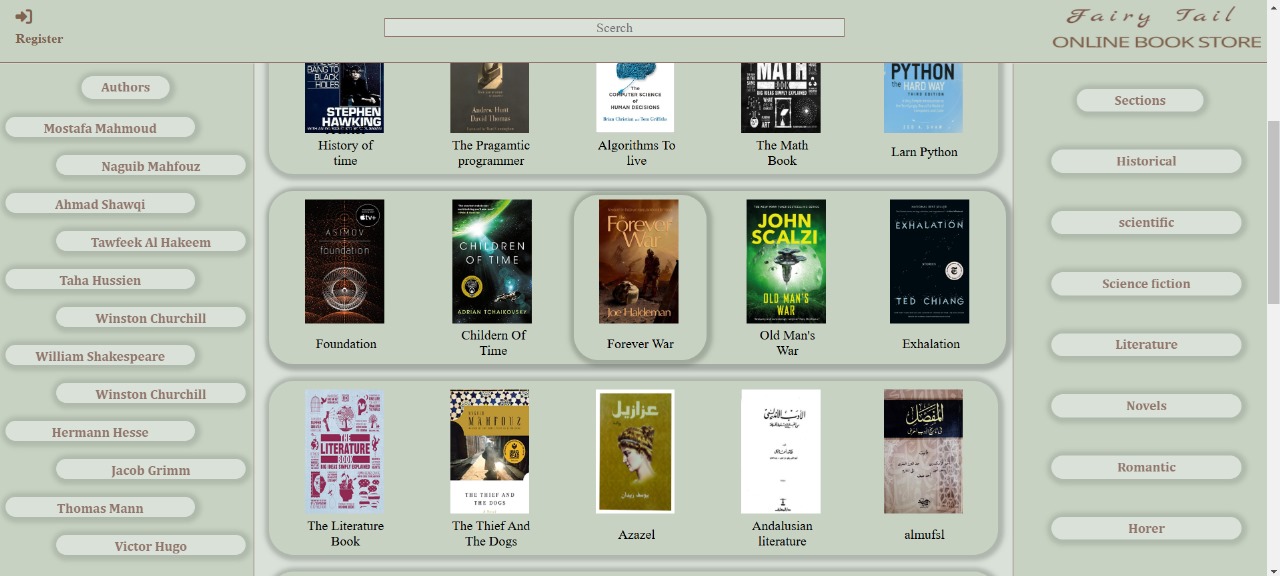 Register
Scerch
Fairy Tail
ONLINE BOOK STORE
Authors
Mostafa Mahmoud
Naguib Mahfouz
Ahmad Shawqi
Tawfeek Al Hakeem
Taha Hussien
Winston Churchill
William Shakespeare
Winston Churchill
Hermann Hesse
Jacob Grimm
Thomas Mann
Victor Hugo
BANG TO
BLACK
HOLES
STEPHEN
HAWKING
History of
time
Andrew Hunt
David Thomas
The Pragamtic
programmer
The
COMPUTER SCIENCE
OF
HUMAN DECISIONS
Brian Christian and Tom Griffiths
Algorithms To
live
MATH
BOOK
BIG IDEAS SIMPLY EXPLAINED
The Math
Book
PYTHON
THE HARD WAY
THIRD EDITION
ZED A. SHAW
Larn Python
tv+
ASIMOV
foundation
Foundation
CHILDREN
OF TIME
ADRIAN TCHAIKOVSKY
Childern Of
Time
The
Forever
War
Joe Haldeman
Forever War
JOHN
SCALZI
OLD MAN'S
WAR
Old Man's
War
EXHALATION
STORIES
TED CHIANG
Exhalation
THE
LITERATURE
BOOK
BIG IDEAS SIMPLY EXPLAINED
The Literature
Book
NAGUIB
MAHFOUZ
THE THIEF AND
THE DOGS
The Thief And
The Dogs
عزازيل
يوسف زيدان
Azazel
الأدب الأندلسي
Andalusian
literature
المفصل
almufsl
Sections
Historical
scientific
Science fiction
Literature
Novels
Romantic
Horer